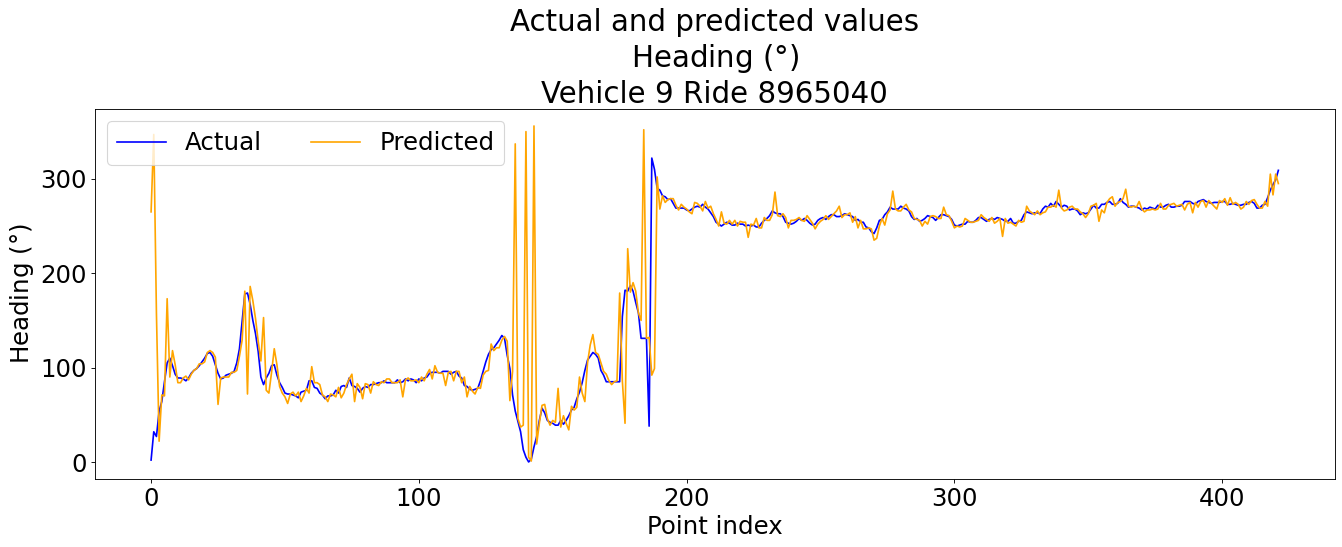 Actual and predicted values
Heading (°)
Vehicle 9 Ride 8965040
Actual Predicted
Heading (°)
300
200
100
0
0 100 200 300 400
Point index